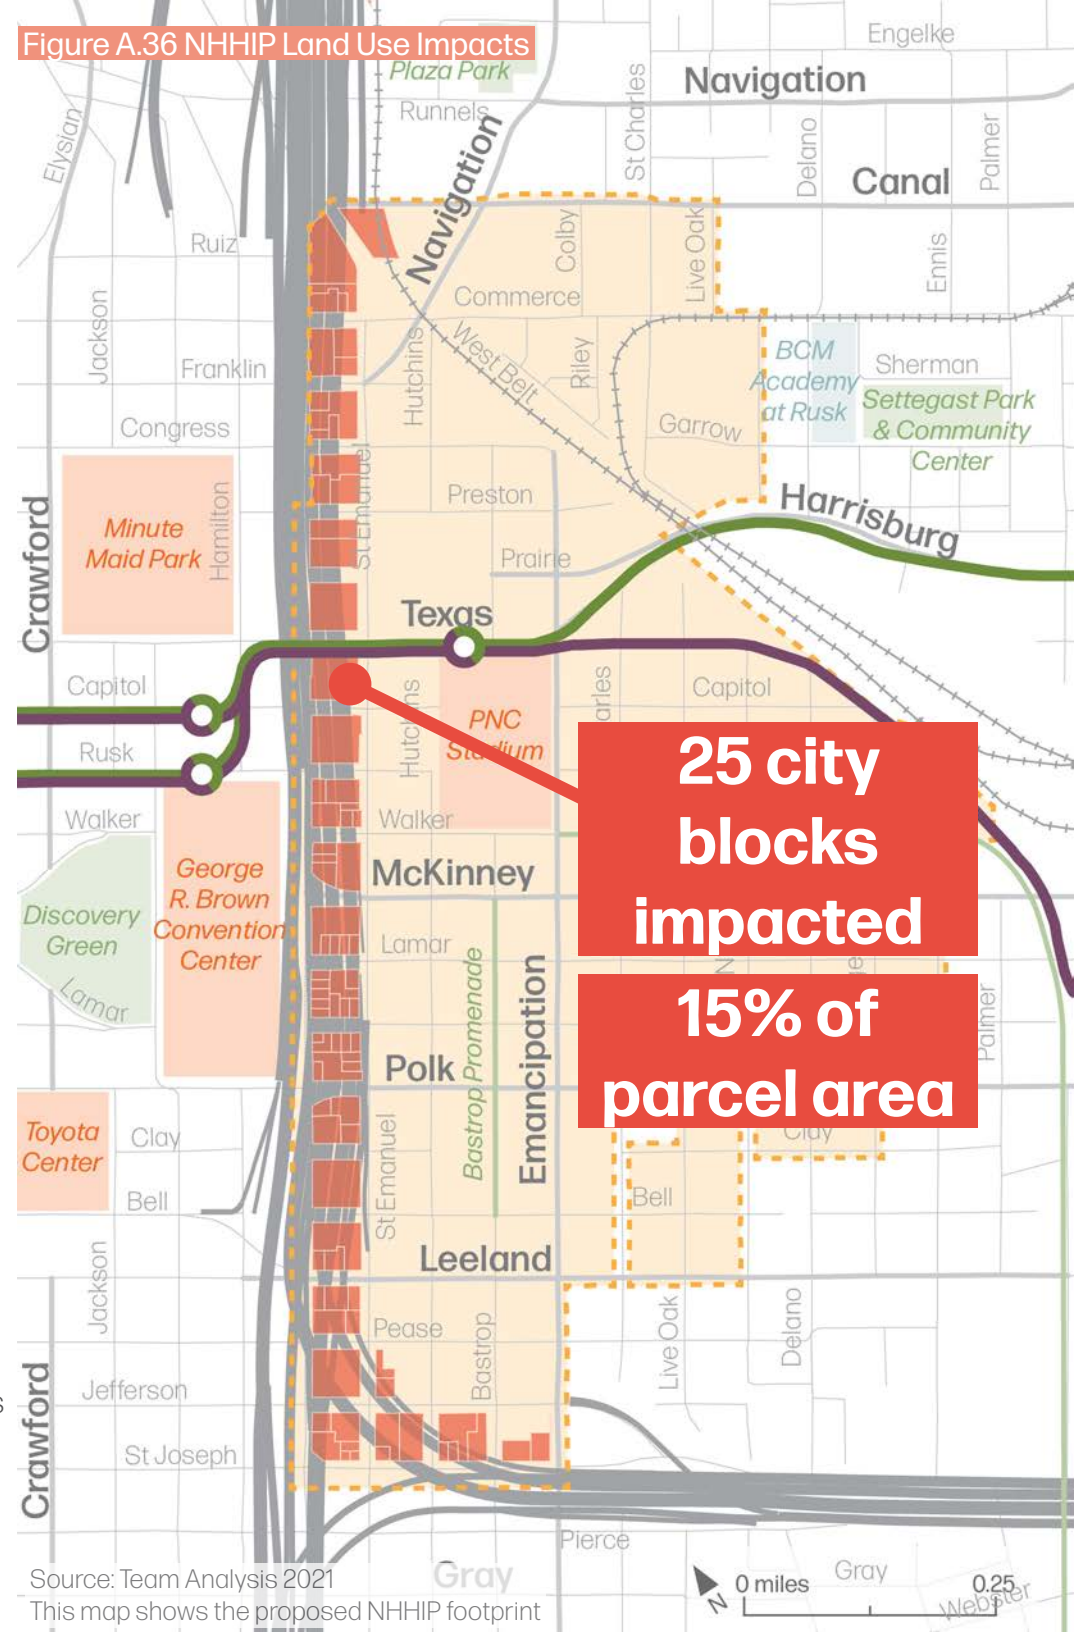 Figure A.36 NHHIP Land Use Impacts
Engelke
Plaza Park
Navigation
Runnels
St Charles
Elysian
Delano
Palmer
Canal
Navigation
Ruiz
Colby
Live Oak
Ennis
Commerce
Jackson
Franklin
Hutchins
West Belt
Riley
BCM
Academy
at Rusk
Sherman
Settegast Park
& Community
Center
Congress
Garrow
Crawford
Minute
Maid Park
Hamilton
St Emanuel
Preston
Harrisburg
Prairie
Texas
Capitol
Hutchins
PNC
Stadium
arles
Capitol
Rusk
25 city
blocks
impacted
Walker
Walker
George
R. Brown
Convention
Center
McKinney
Discovery
Green
Lamar
Lamar
N
15% of
parcel area
Bastrop Promenade
Emancipation
Palmer
Polk
Toyota
Center
Clay
Clay
St Emanuel
Bell
Bell
Leeland
Jackson
Pease
Bastrop
Live Oak
Delano
Crawford
Jefferson
St Joseph
s
Pierce
Gray
Gray
Source: Team Analysis 2021
This map shows the proposed NHHIP footprint
N
0 miles
0.25
Webster